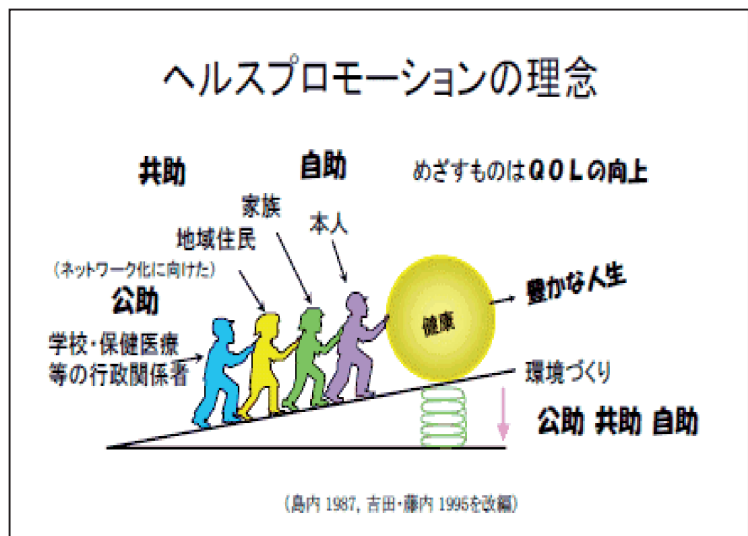 ヘルスプロモーションの理念
共助
自助
めざすものはQOLの向上
家族
地域住民
本人
(ネットワーク化に向けた)
公助
学校・保健医療
等の行政関係者
健康
豊かな人生
環境づくり
公助 共助 自助
(島内 1987, 吉田・藤内 1995を改編)